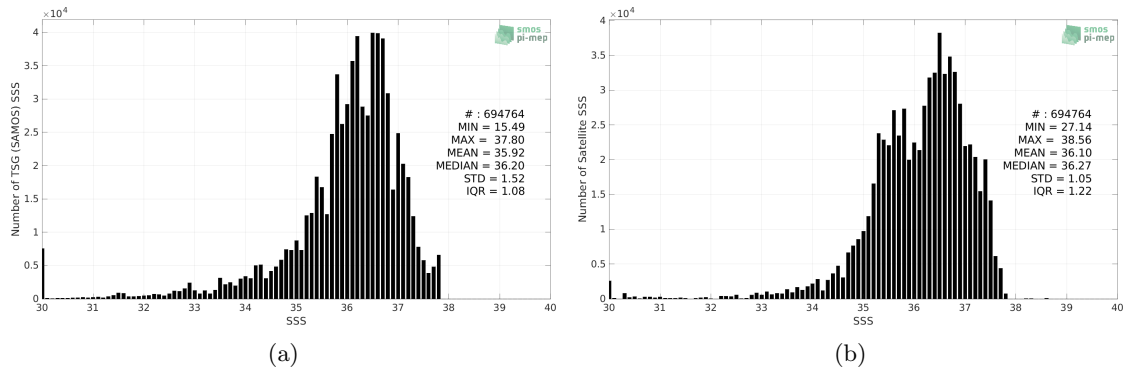 ×10⁴
smos
pi-mep
Number of TSG (SAMOS) SSS
4
3.5
3
2.5
2
1.5
1
0.5
0
# : 694764
MIN = 15.49
MAX = 37.80
MEAN = 35.92
MEDIAN = 36.20
STD = 1.52
IQR = 1.08
30 31 32 33 34 35 36 37 38 39 40
SSS
(a)
×10⁴
smos
pi-mep
Number of Satellite SSS
4
3.5
3
2.5
2
1.5
1
0.5
0
# : 694764
MIN = 27.14
MAX = 38.56
MEAN = 36.10
MEDIAN = 36.27
STD = 1.05
IQR = 1.22
30 31 32 33 34 35 36 37 38 39 40
SSS
(b)